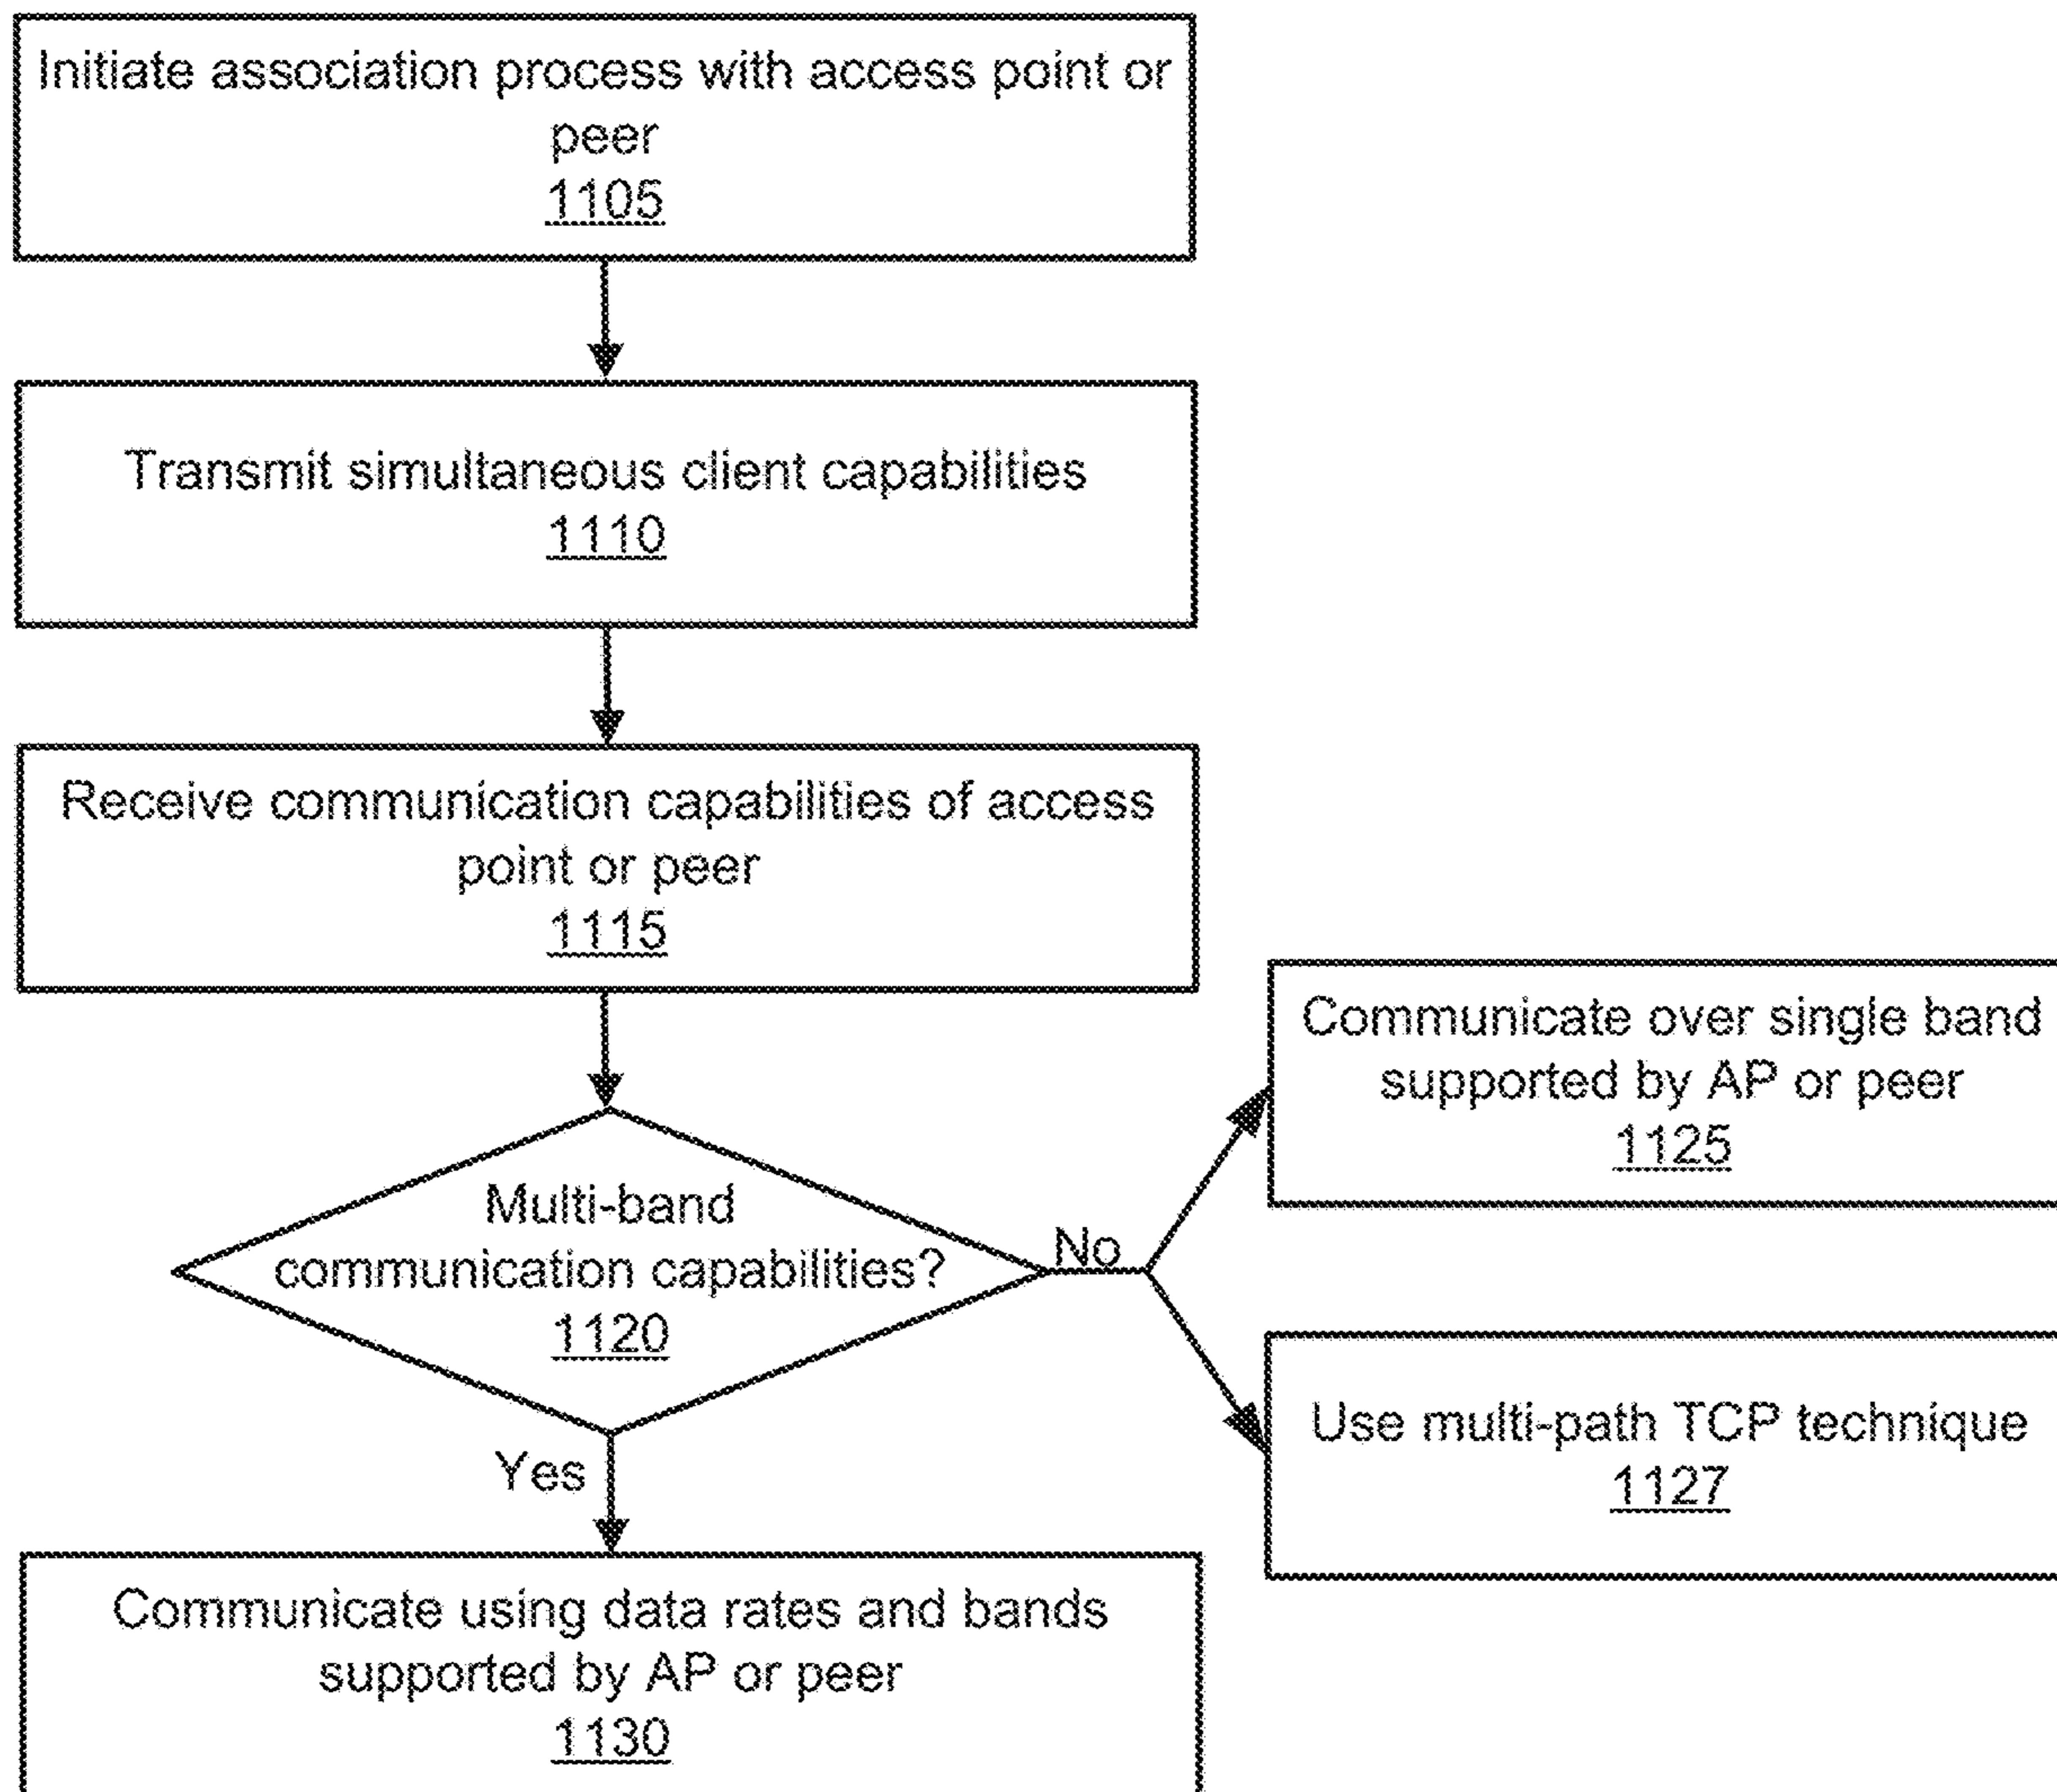 Initiate association process with access point or
peer
1105
Transmit simultaneous client capabilities
1110
Receive communication capabilities of access
point or peer
1115
Multi-band
communication capabilities?
1120
No
Communicate over single band
supported by AP or peer
1125
Use multi-path TCP technique
1127
Yes
Communicate using data rates and bands
supported by AP or peer
1130